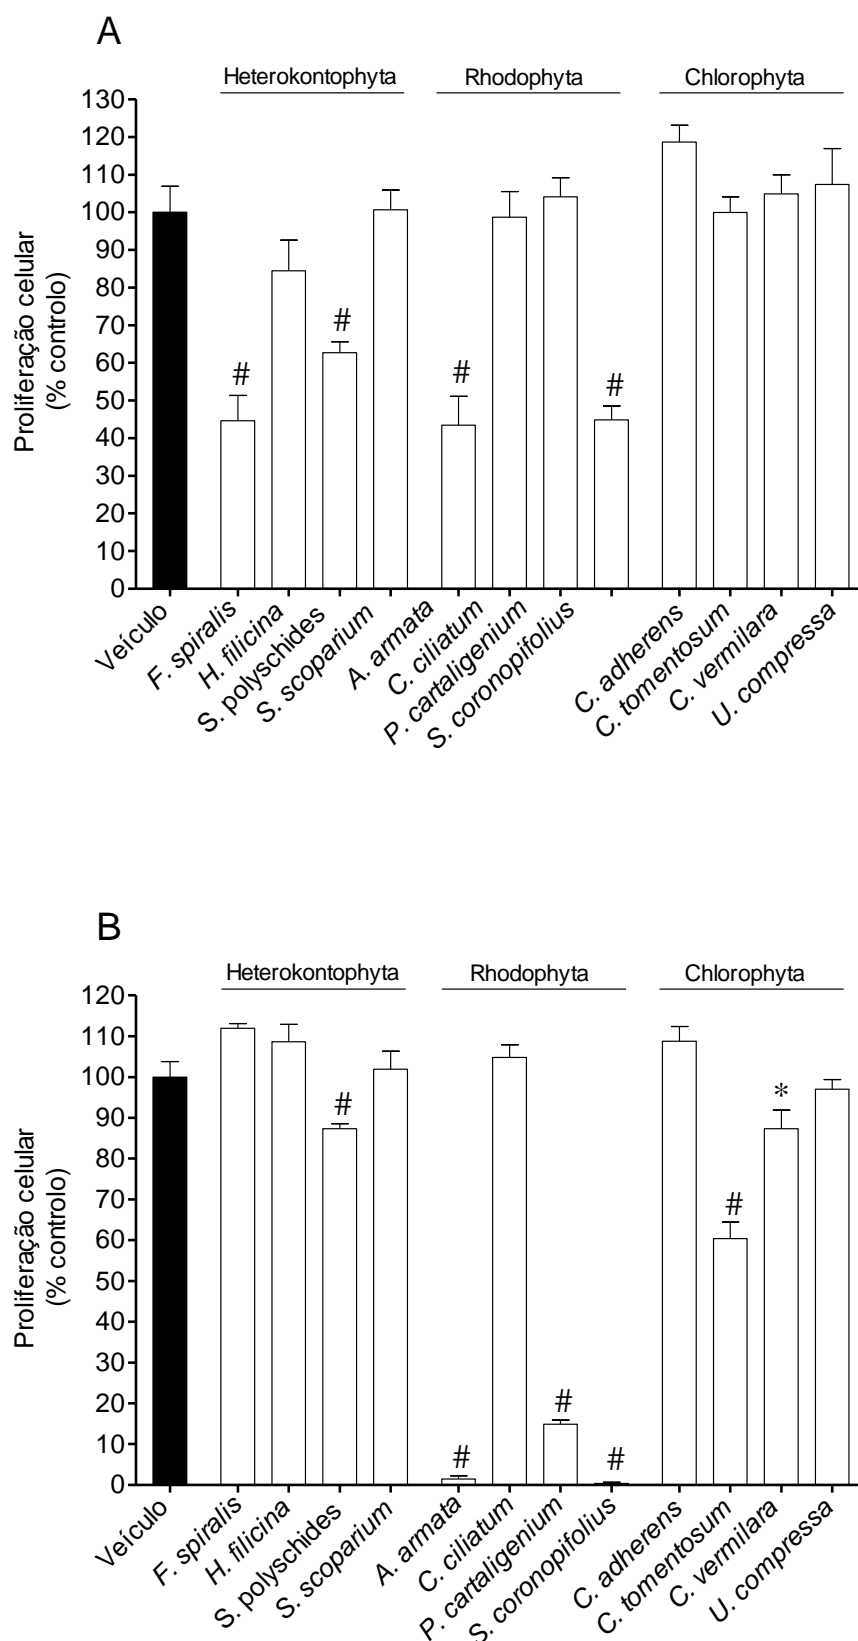 A
Heterokontophyta
Rhodophyta
Chlorophyta
130
120
110
100
90
80
70
60
50
40
30
20
10
0
Proliferação celular
(% controlo)
#
#
#
#
Veículo
F. spiralis
H. filicina
S. polyschides
S. scoparium
A. armata
C. ciliatum
P. cartaligenium
S. coronopifolius
C. adherens
C. tomentosum
C. vermilara
U. compressa
B
Heterokontophyta
Rhodophyta
Chlorophyta
120
110
100
90
80
70
60
50
40
30
20
10
0
Proliferação celular
(% controlo)
#
#
#
#
#
*
Veículo
F. spiralis
H. filicina
S. polyschides
S. scoparium
A. armata
C. ciliatum
P. cartaligenium
S. coronopifolius
C. adherens
C. tomentosum
C. vermilara
U. compressa